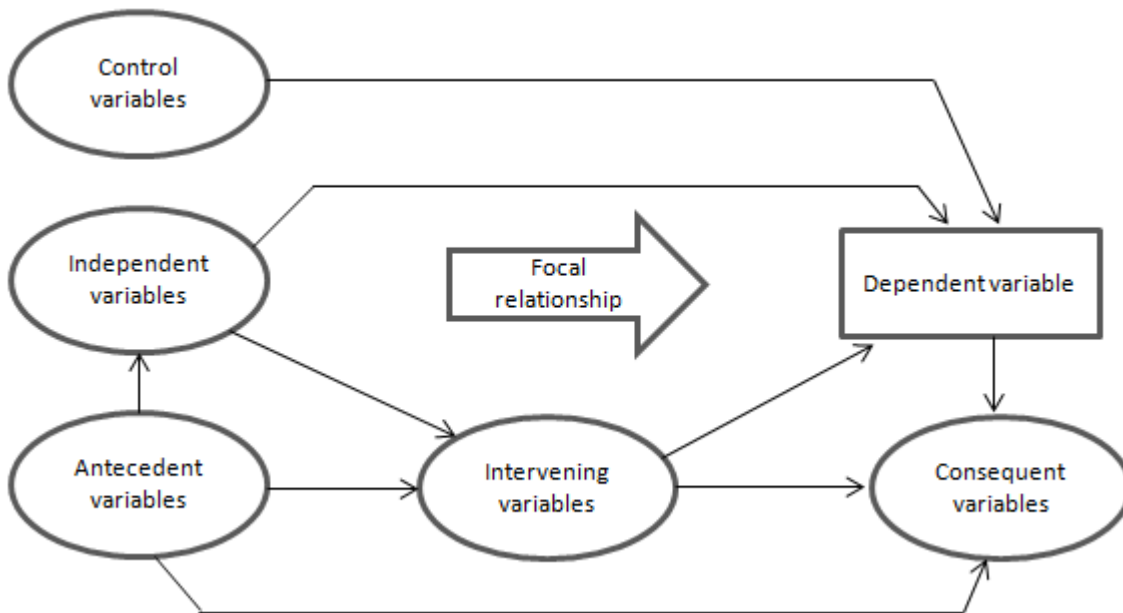 Control
variables
Independent
variables
Focal
relationship
Dependent variable
Antecedent
variables
Intervening
variables
Consequent
variables